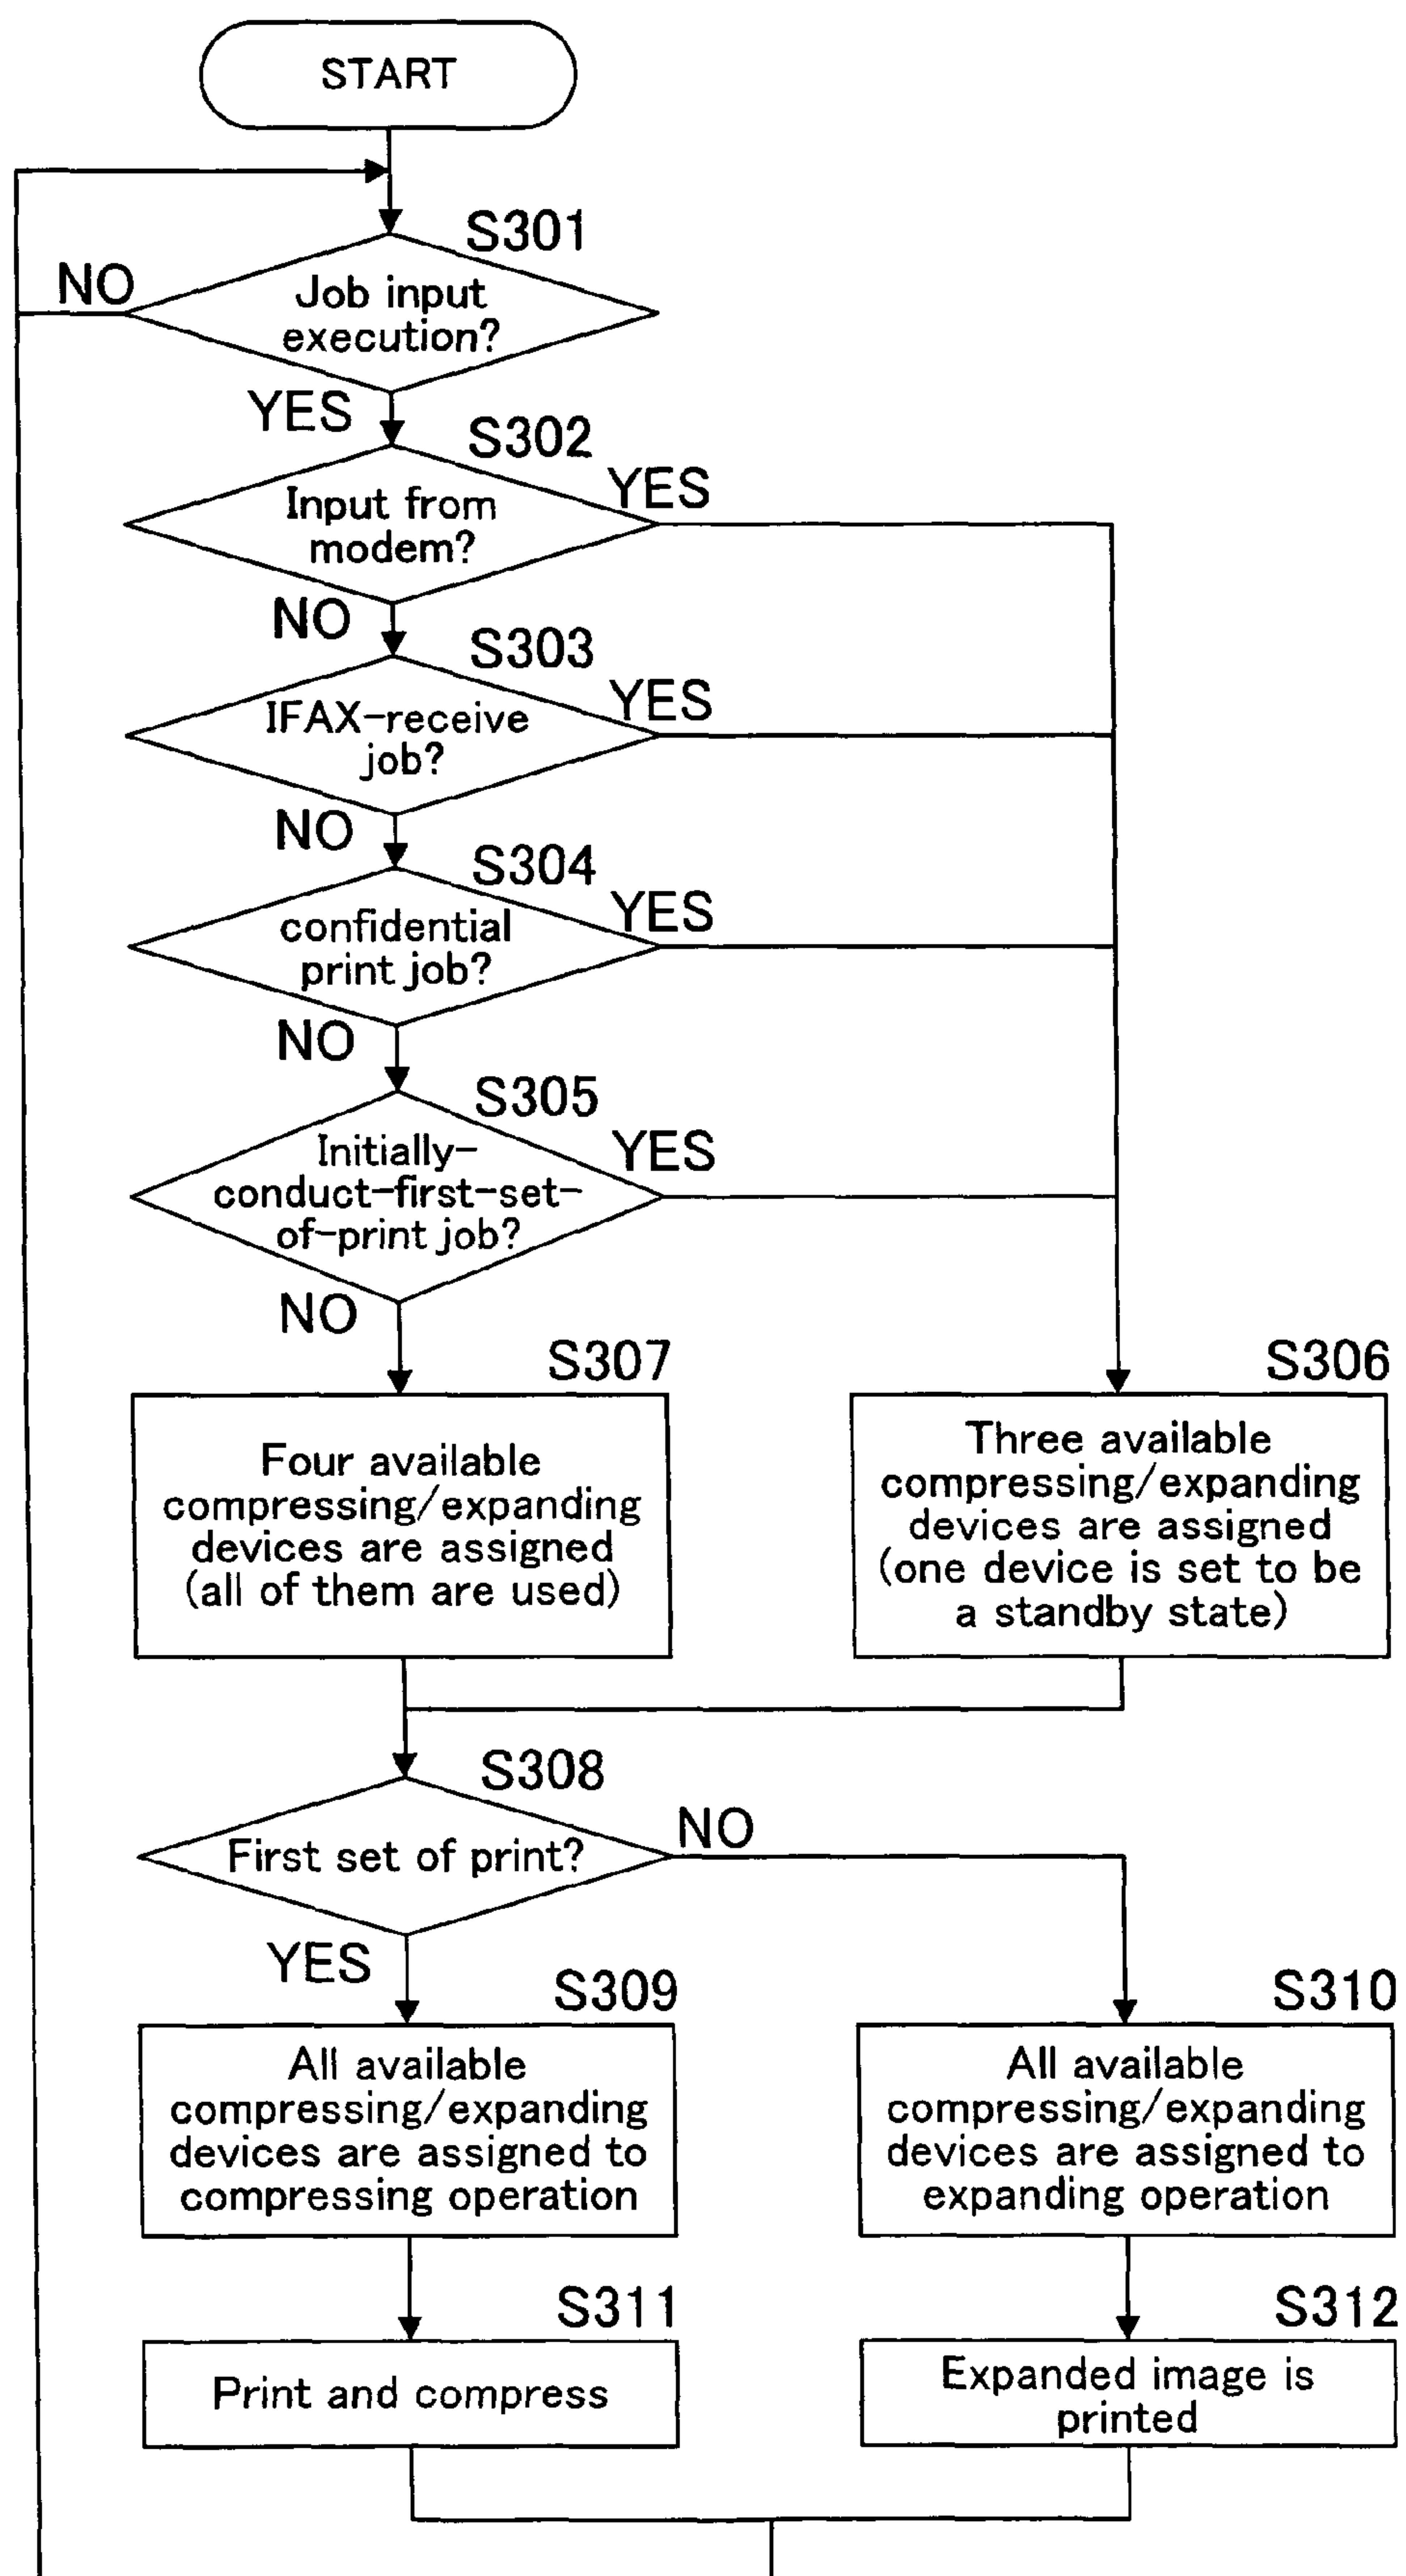 START
S301
NO
Job input
execution?
YES
S302
YES
Input from
modem?
NO
S303
YES
IFAX-receive
job?
NO
S304
YES
confidential
print job?
NO
S305
YES
Initially-
conduct-first-set-
of-print job?
NO
S307
Four available
compressing/expanding
devices are assigned
(all of them are used)
S306
Three available
compressing/expanding
devices are assigned
(one device is set to be
a standby state)
S308
NO
First set of print?
YES
S309
All available
compressing/expanding
devices are assigned to
compressing operation
S310
All available
compressing/expanding
devices are assigned to
expanding operation
S311
Print and compress
S312
Expanded image is
printed